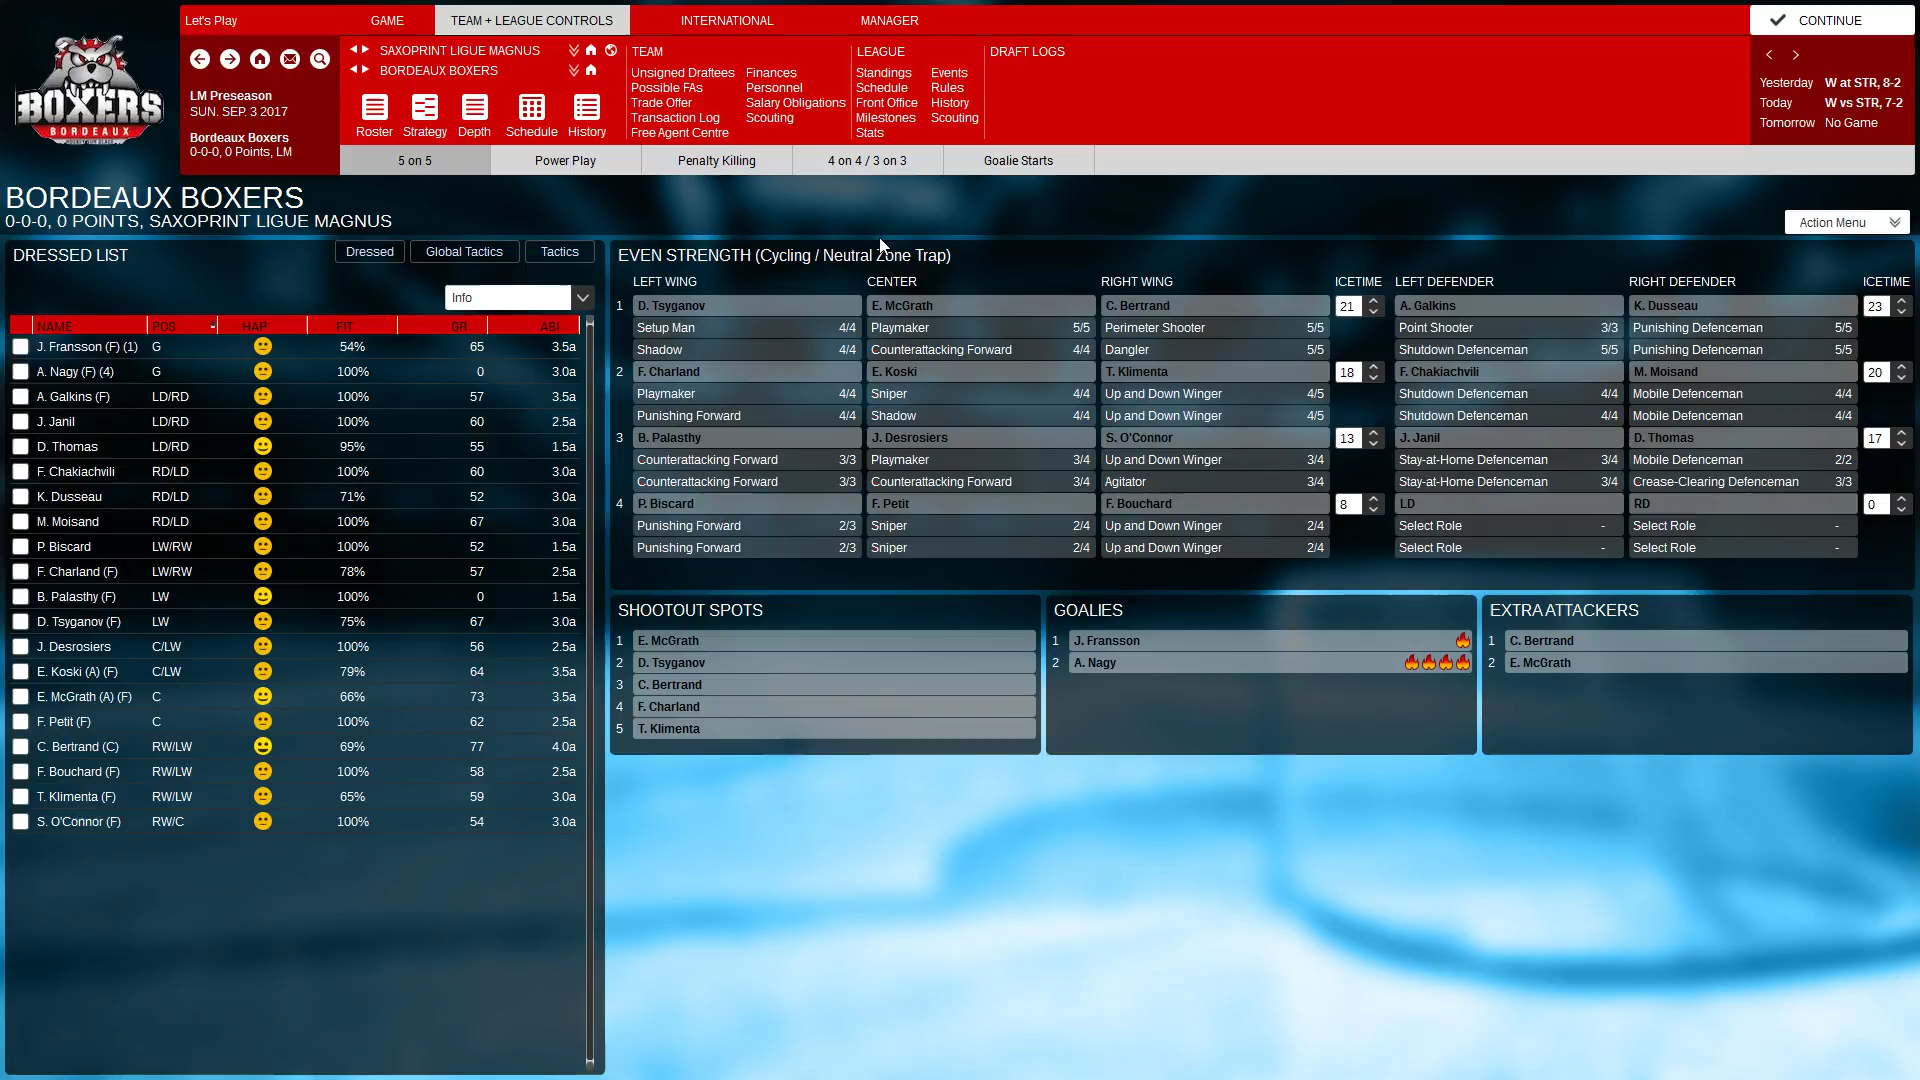 Let's Play
GAME
TEAM + LEAGUE CONTROLS
INTERNATIONAL
MANAGER
CONTINUE
BOXERS
BORDEAUX
LM Preseason
SUN. SEP. 3 2017
Bordeaux Boxers
0-0-0, 0 Points, LM
SAXOPRINT LIGUE MAGNUS
BORDEAUX BOXERS
Roster Strategy Depth Schedule History
TEAM
Unsigned Draftees Finances
Possible FAs Personnel
Trade Offer Salary Obligations
Transaction Log Scouting
Free Agent Centre
LEAGUE
Standings Events
Schedule Rules
Front Office History
Milestones Scouting
Stats
DRAFT LOGS
Yesterday W at STR, 8-2
Today W vs STR, 7-2
Tomorrow No Game
5 on 5 Power Play Penalty Killing 4 on 4 / 3 on 3 Goalie Starts
BORDEAUX BOXERS
0-0-0, 0 POINTS, SAXOPRINT LIGUE MAGNUS
Action Menu
DRESSED LIST
Dressed Global Tactics Tactics
Info
NAME POS HAP FIT GR ABI
J. Fransson (F) (1) G 54% 65 3.5a
A. Nagy (F) (4) G 100% 0 3.0a
A. Galkins (F) LD/RD 100% 57 3.5a
J. Janil LD/RD 100% 60 2.5a
D. Thomas LD/RD 95% 55 1.5a
F. Chakiachvili RD/LD 100% 60 3.0a
K. Dusseau RD/LD 71% 52 3.0a
M. Moisand RD/LD 100% 67 3.0a
P. Biscard LW/RW 100% 52 1.5a
F. Charland (F) LW/RW 78% 57 2.5a
B. Palasthy (F) LW 100% 0 1.5a
D. Tsyganov (F) LW 75% 67 3.0a
J. Desrosiers C/LW 100% 56 2.5a
E. Koski (A) (F) C/LW 79% 64 3.5a
E. McGrath (A) (F) C 66% 73 3.5a
F. Petit (F) C 100% 62 2.5a
C. Bertrand (C) RW/LW 69% 77 4.0a
F. Bouchard (F) RW/LW 100% 58 2.5a
T. Klimenta (F) RW/LW 65% 59 3.0a
S. O'Connor (F) RW/C 100% 54 3.0a
EVEN STRENGTH (Cycling / Neutral Zone Trap)
LEFT WING CENTER RIGHT WING ICETIME LEFT DEFENDER RIGHT DEFENDER ICETIME
1 D. Tsyganov E. McGrath C. Bertrand 21 A. Galkins K. Dusseau 23
Setup Man 4/4 Playmaker 5/5 Perimeter Shooter 5/5 Point Shooter 3/3 Punishing Defenceman 5/5
Shadow 4/4 Counterattacking Forward 4/4 Dangler 5/5 Shutdown Defenceman 5/5 Punishing Defenceman 5/5
2 F. Charland E. Koski T. Klimenta 18 F. Chakiachvili M. Moisand 20
Playmaker 4/4 Sniper 4/4 Up and Down Winger 4/5 Shutdown Defenceman 4/4 Mobile Defenceman 4/4
Punishing Forward 4/4 Shadow 4/4 Up and Down Winger 4/5 Shutdown Defenceman 4/4 Mobile Defenceman 4/4
3 B. Palasthy J. Desrosiers S. O'Connor 13 J. Janil D. Thomas 17
Counterattacking Forward 3/3 Playmaker 3/4 Up and Down Winger 3/4 Stay-at-Home Defenceman 3/4 Mobile Defenceman 2/2
Counterattacking Forward 3/3 Counterattacking Forward 3/4 Agitator 3/4 Stay-at-Home Defenceman 3/4 Crease-Clearing Defenceman 3/3
4 P. Biscard F. Petit F. Bouchard 8 LD RD 0
Punishing Forward 2/3 Sniper 2/4 Up and Down Winger 2/4 Select Role - Select Role -
Punishing Forward 2/3 Sniper 2/4 Up and Down Winger 2/4 Select Role - Select Role -
SHOOTOUT SPOTS
1 E. McGrath
2 D. Tsyganov
3 C. Bertrand
4 F. Charland
5 T. Klimenta
GOALIES
1 J. Fransson
2 A. Nagy
EXTRA ATTACKERS
1 C. Bertrand
2 E. McGrath